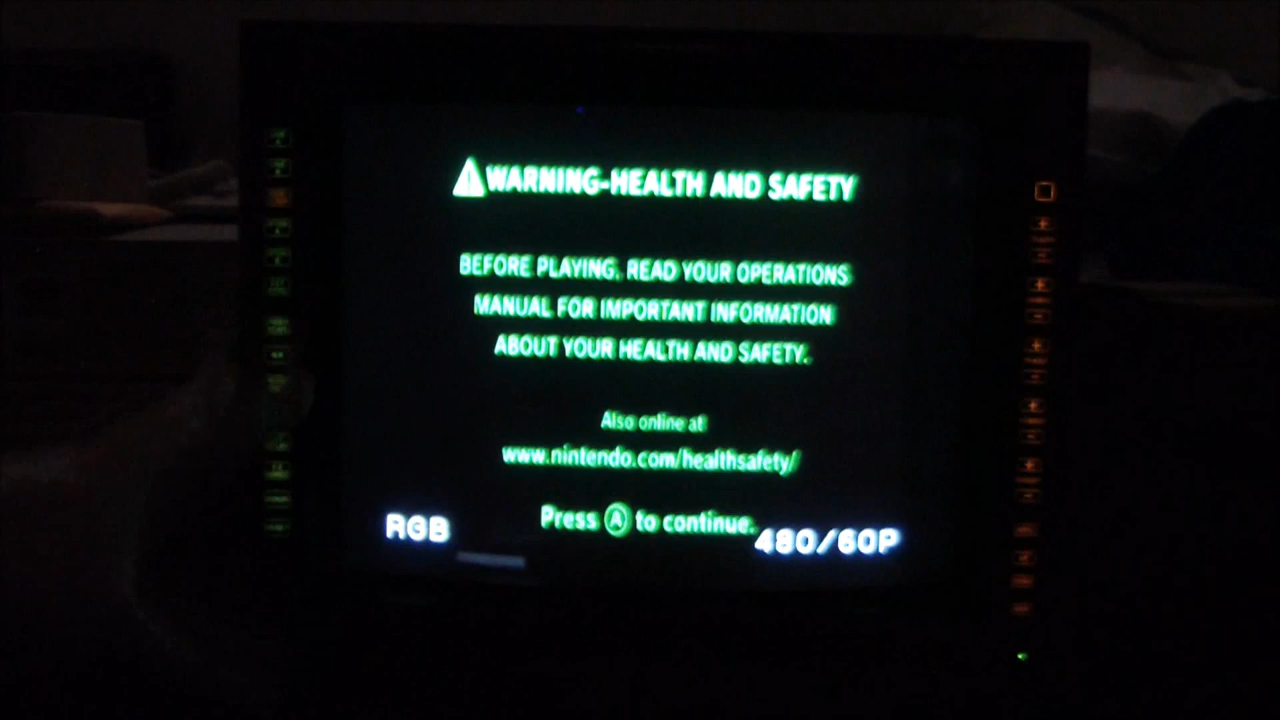 WARNING-HEALTH AND SAFETY
BEFORE PLAYING, READ YOUR OPERATIONS
MANUAL FOR IMPORTANT INFORMATION
ABOUT YOUR HEALTH AND SAFETY.
Also online at
www.nintendo.com/healthsafety/
Press A to continue.
RGB
480/60P